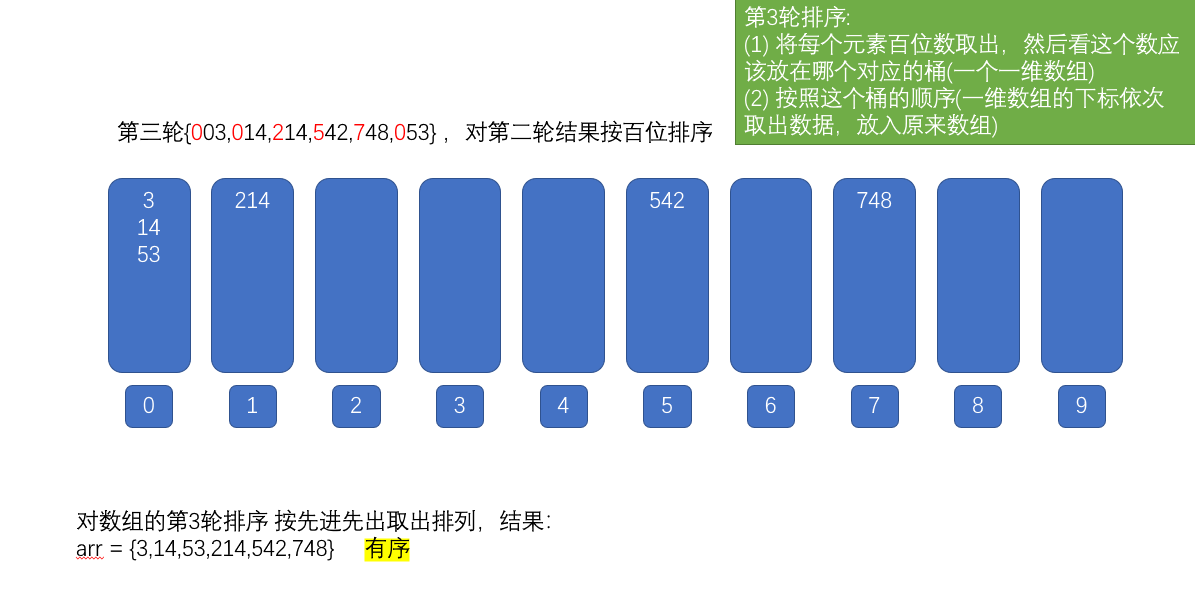 第3轮排序:
(1) 将每个元素百位数取出，然后看这个数应
该放在哪个对应的桶(一个一维数组)
(2) 按照这个桶的顺序(一维数组的下标依次
取出数据，放入原来数组)
第三轮{003,014,214,542,748,053} ，对第二轮结果按百位排序
3
14
53
214
542
748
0 1 2 3 4 5 6 7 8 9
对数组的第3轮排序 按先进先出取出排列，结果：
arr = {3,14,53,214,542,748} 有序